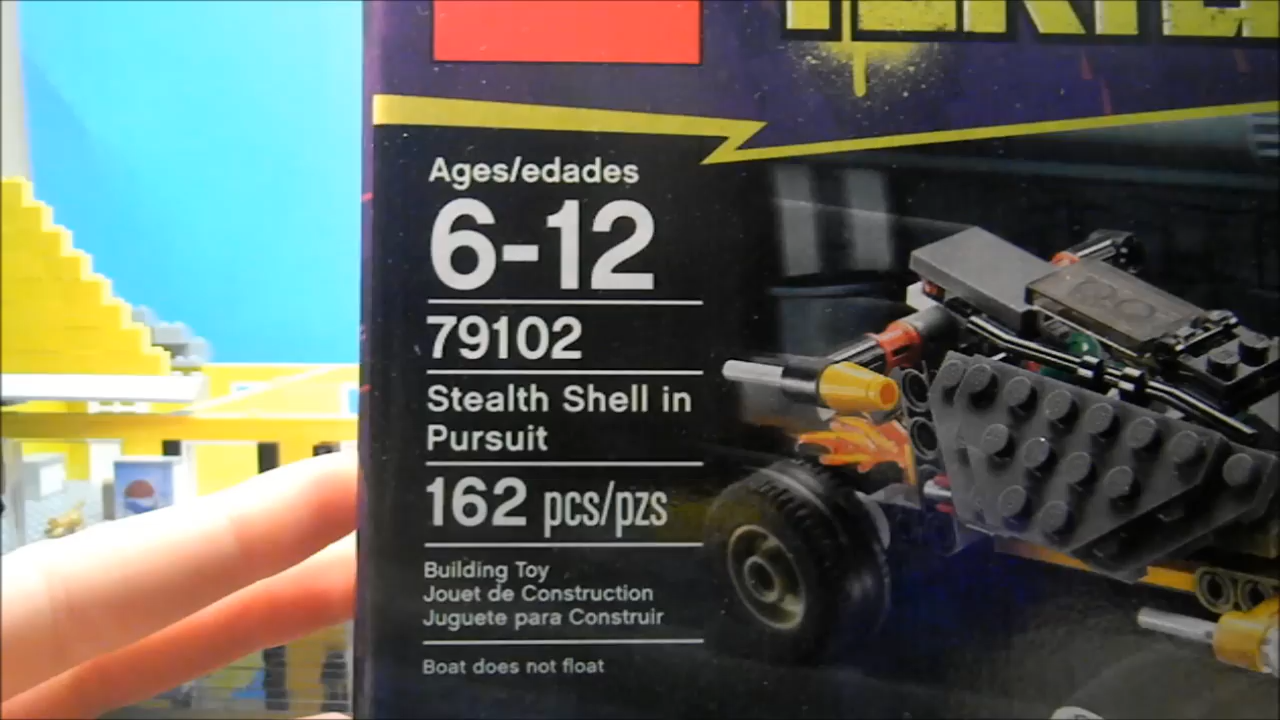 Ages/edades
6-12
79102
Stealth Shell in
Pursuit
162 pcs/pzs
Building Toy
Jouet de Construction
Juguete para Construir
Boat does not float